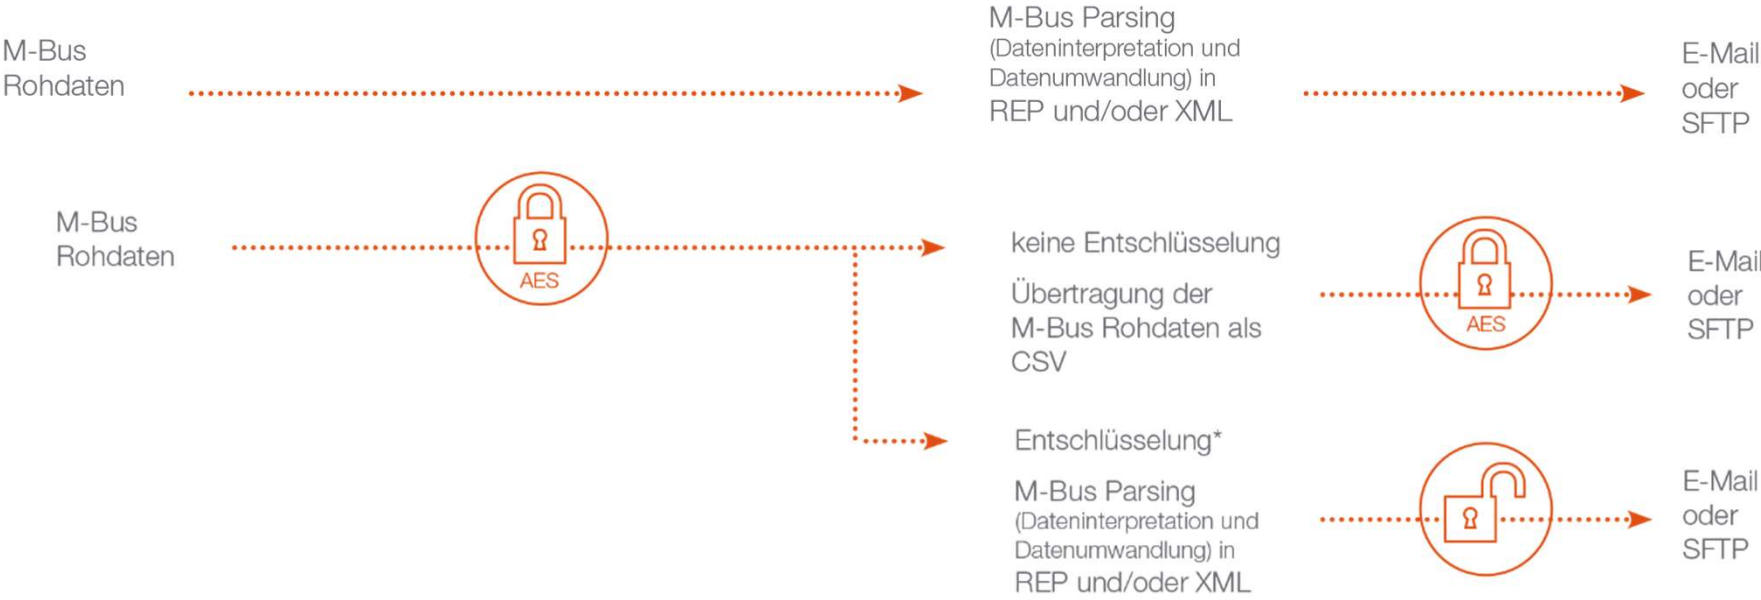 M-Bus
Rohdaten
M-Bus Parsing
(Dateninterpretation und
Datenumwandlung) in
REP und/oder XML
E-Mail
oder
SFTP
M-Bus
Rohdaten
AES
keine Entschlüsselung
Übertragung der
M-Bus Rohdaten als
CSV
AES
E-Mail
oder
SFTP
Entschlüsselung*
M-Bus Parsing
(Dateninterpretation und
Datenumwandlung) in
REP und/oder XML
E-Mail
oder
SFTP